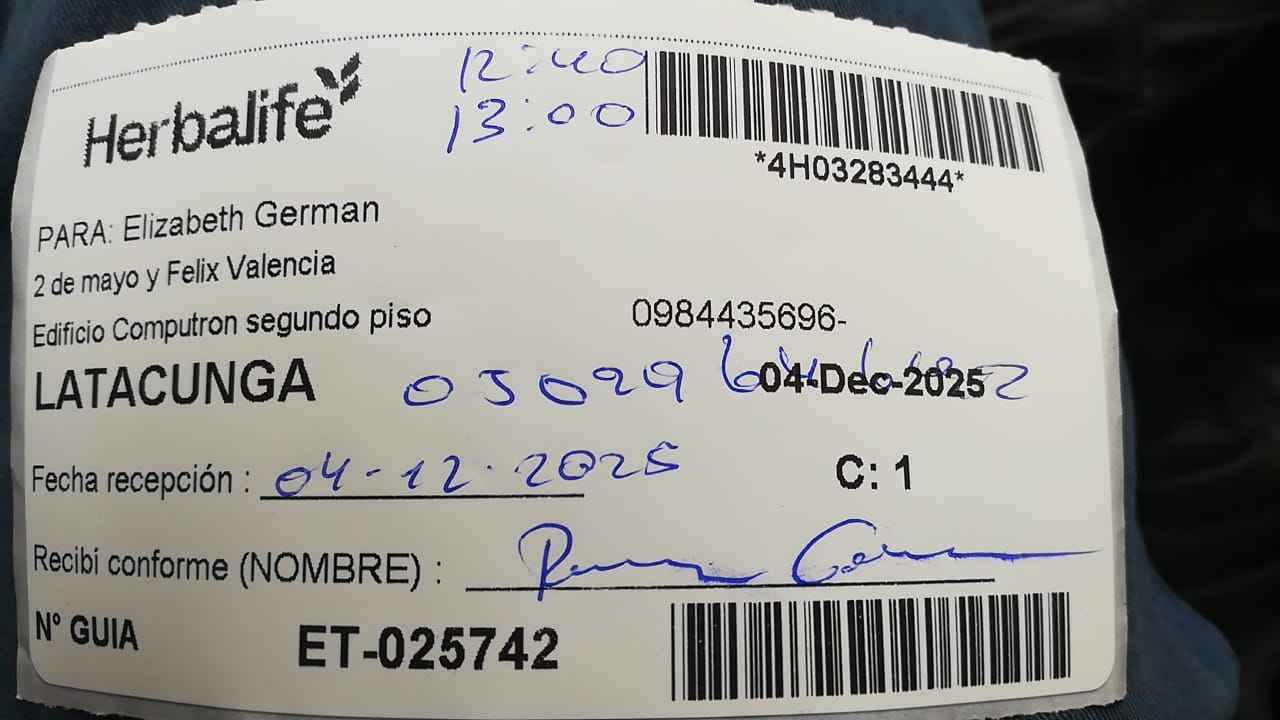 Herbalife
12:40
13:00
*4H03283444*
PARA: Elizabeth German
2 de mayo y Felix Valencia
Edificio Computron segundo piso
0984435696-
LATACUNGA
04-Dec-2025
Fecha recepción : 04-12-2025
C: 1
Recibí conforme (NOMBRE) :
N° GUIA
ET-025742